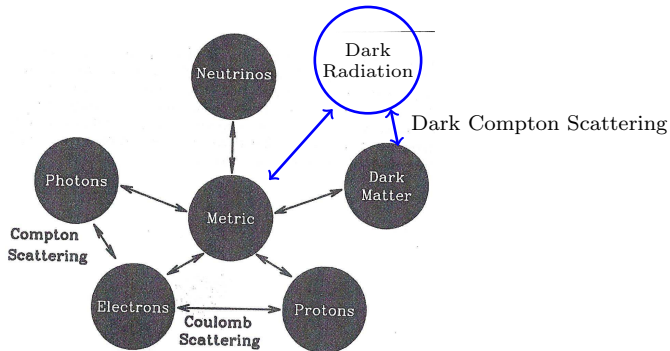 Dark
Radiation
Neutrinos
Dark Compton Scattering
Photons
Dark
Matter
Metric
Compton
Scattering
Electrons
Coulomb
Scattering
Protons